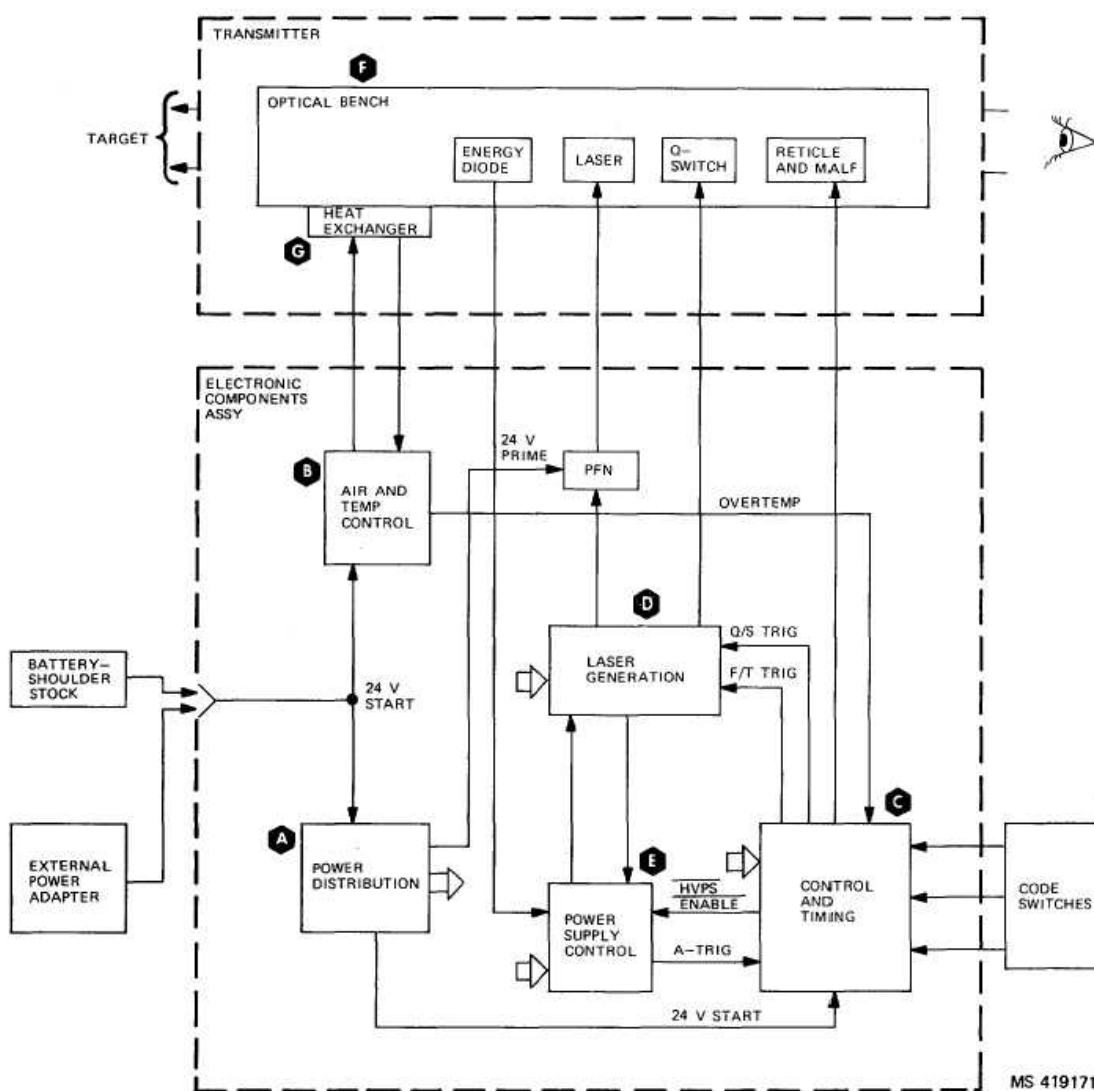 TRANSMITTER
F
OPTICAL BENCH
TARGET
ENERGY
DIODE
LASER
Q-
SWITCH
RETICLE
AND MALF
HEAT
EXCHANGER
G
ELECTRONIC
COMPONENTS
ASSY
24 V
PRIME
PFN
B
AIR AND
TEMP
CONTROL
OVERTEMP
D
LASER
GENERATION
Q/S TRIG
F/T TRIG
BATTERY-
SHOULDER
STOCK
24 V
START
EXTERNAL
POWER
ADAPTER
A
POWER
DISTRIBUTION
E
POWER
SUPPLY
CONTROL
HVPS
ENABLE
A-TRIG
C
CONTROL
AND
TIMING
CODE
SWITCHES
24 V START
MS 419171